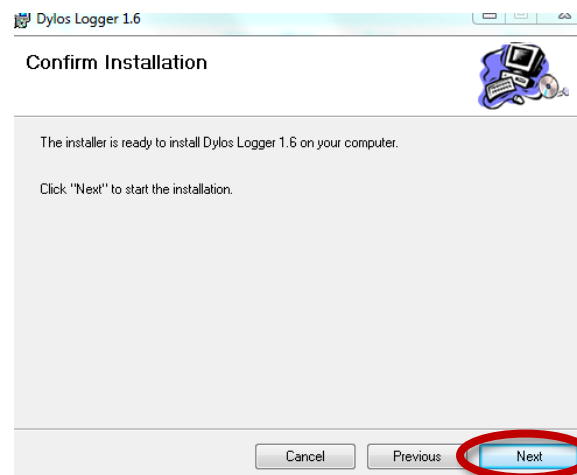 Dylos Logger 1.6
Confirm Installation
The installer is ready to install Dylos Logger 1.6 on your computer.
Click "Next" to start the installation.
Cancel
Previous
Next